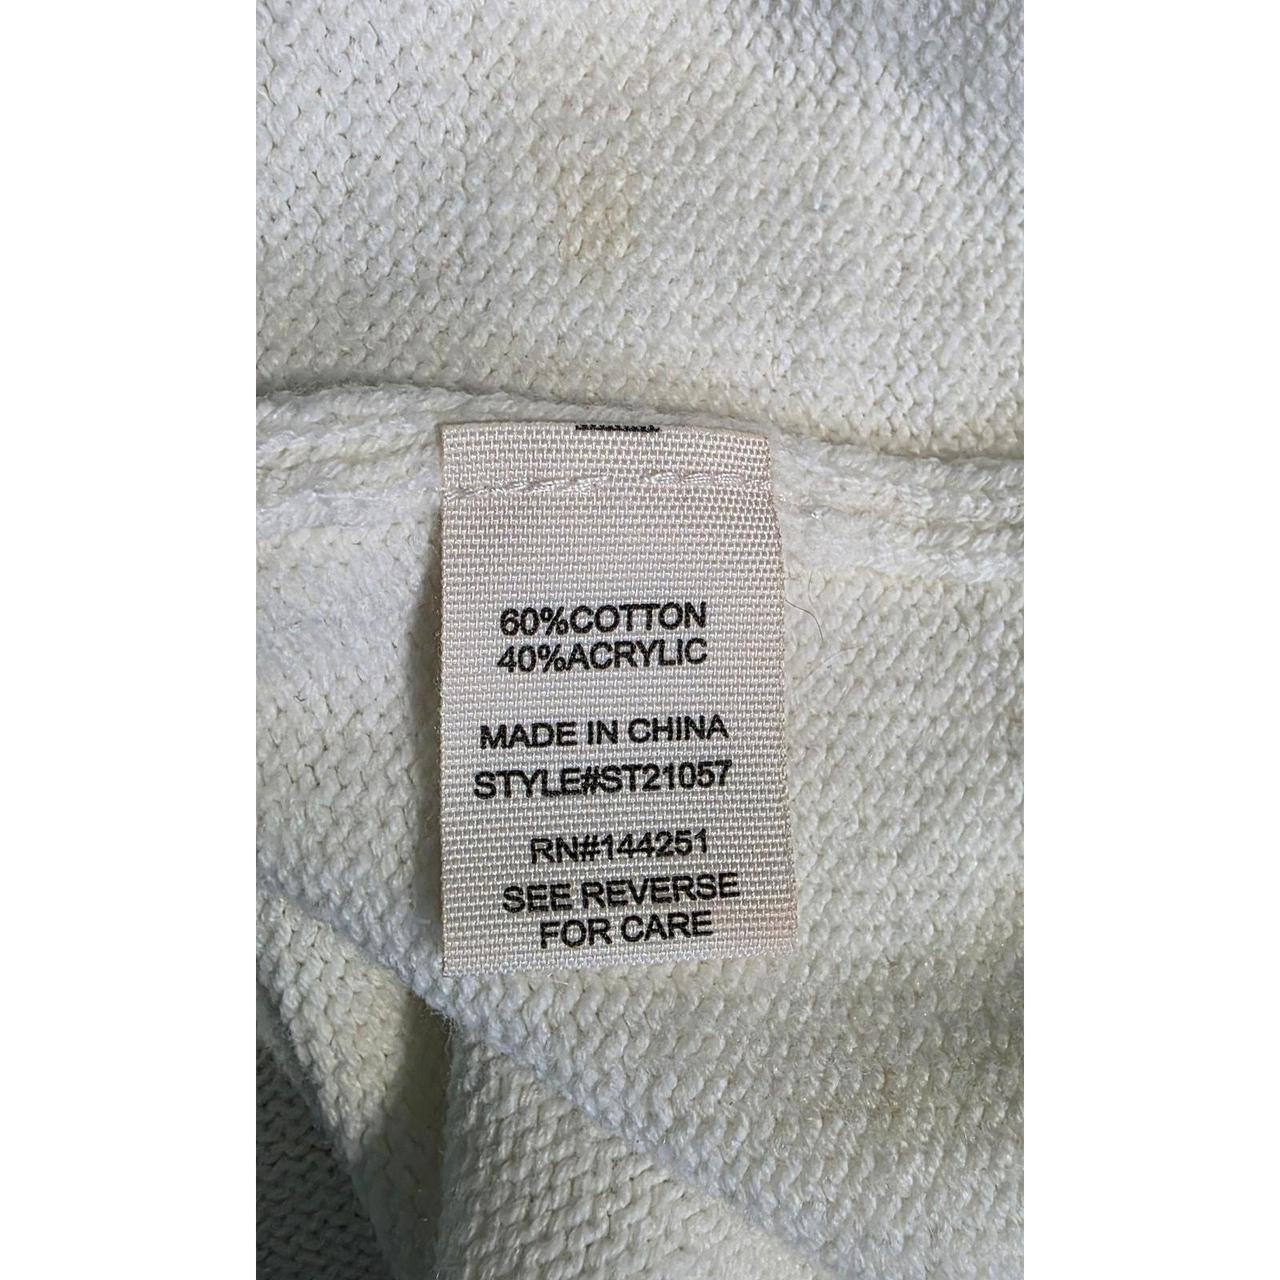 60%COTTON
40%ACRYLIC
MADE IN CHINA
STYLE#ST21057
RN#144251
SEE REVERSE
FOR CARE